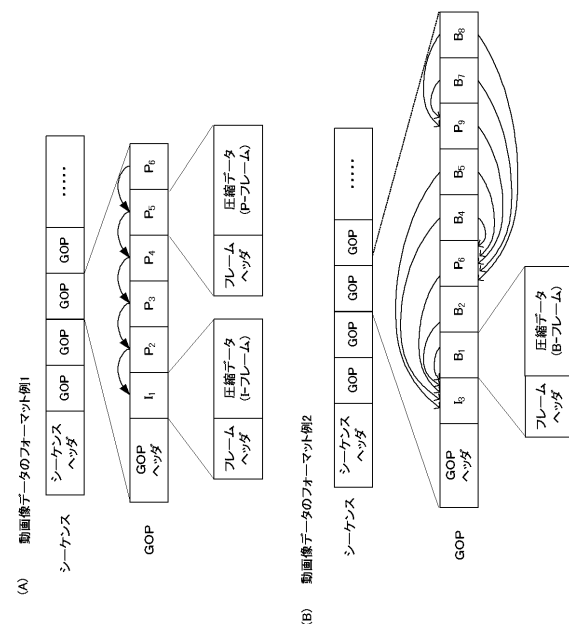 (A) 動画像データのフォーマット例1
シーケンス
シーケンス
ヘッダ
GOP
GOP
GOP
GOP
.....
GOP
GOP
ヘッダ
I1
P2
P3
P4
P5
P6
フレーム
ヘッダ
圧縮データ
(I-フレーム)
フレーム
ヘッダ
圧縮データ
(P-フレーム)
(B) 動画像データのフォーマット例2
シーケンス
シーケンス
ヘッダ
GOP
GOP
GOP
GOP
.....
GOP
GOP
ヘッダ
I3
B1
B2
P6
B4
B5
P9
B7
B8
フレーム
ヘッダ
圧縮データ
(B-フレーム)